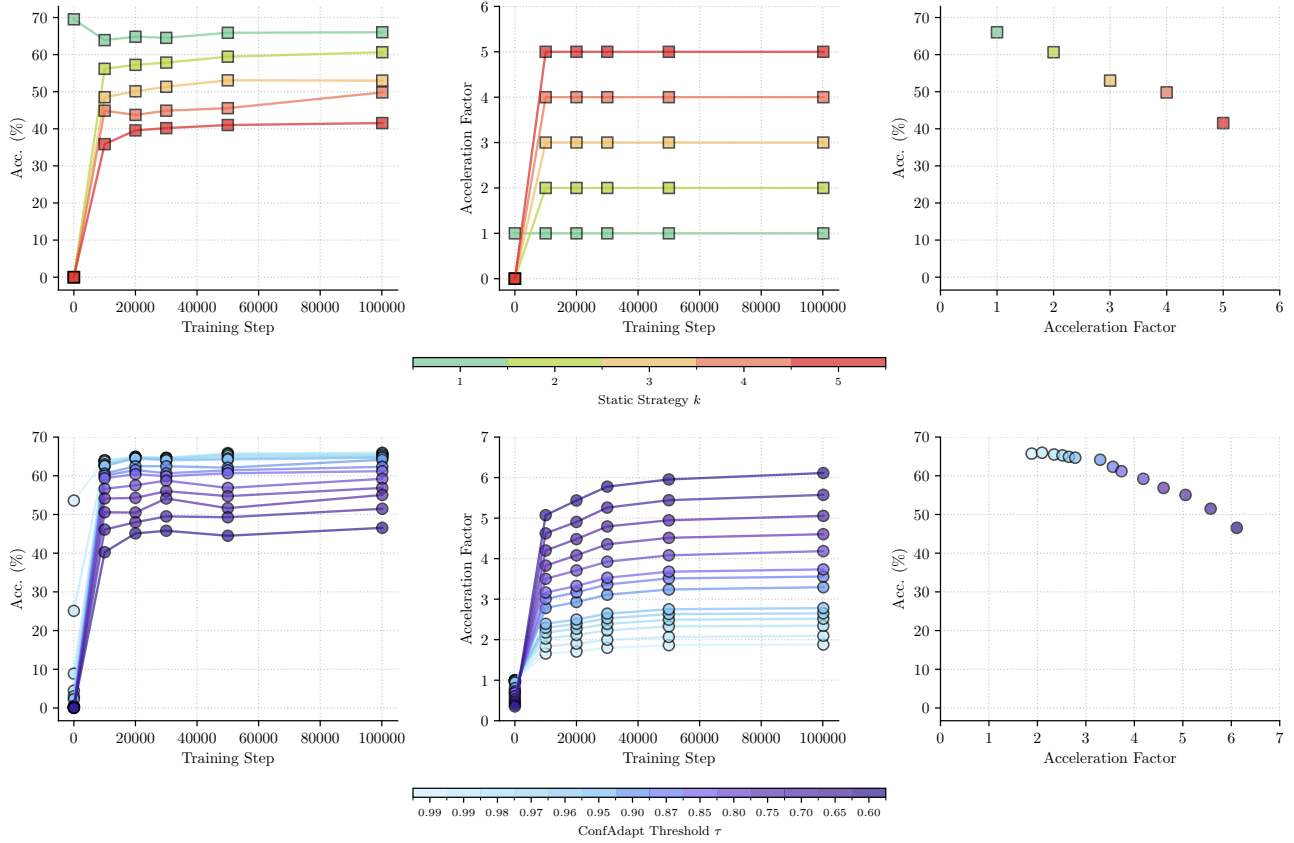 70
60
50
40
30
20
10
0
Acc. (%)
0 20000 40000 60000 80000 100000
Training Step
6
5
4
3
2
1
0
Acceleration Factor
0 20000 40000 60000 80000 100000
Training Step
70
60
50
40
30
20
10
0
Acc. (%)
0 1 2 3 4 5 6
Acceleration Factor
1 2 3 4 5
Static Strategy k
70
60
50
40
30
20
10
0
Acc. (%)
0 20000 40000 60000 80000 100000
Training Step
7
6
5
4
3
2
1
0
Acceleration Factor
0 20000 40000 60000 80000 100000
Training Step
70
60
50
40
30
20
10
0
Acc. (%)
0 1 2 3 4 5 6 7
Acceleration Factor
0.99 0.99 0.98 0.97 0.96 0.95 0.90 0.87 0.85 0.80 0.75 0.70 0.65 0.60
ConfAdapt Threshold τ